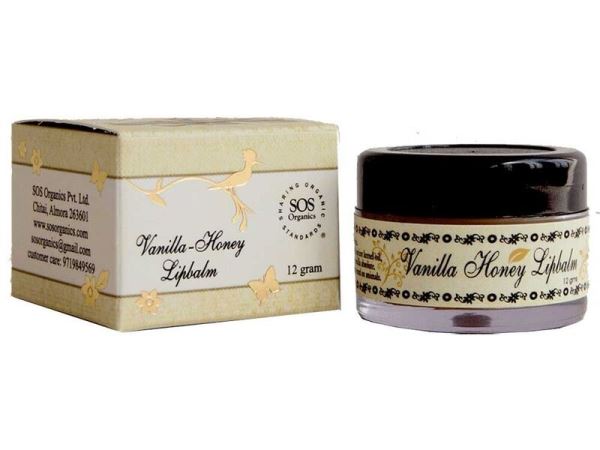 SOS Organics Pvt. Ltd.
Chitai, Almora 263601
www.sosorganics.com
sosorganics@gmail.com
customer care: 9719849569
Vanilla-Honey
Lipbalm
12 gram
SHARING ORGANIC
SOS
Organics
STANDARDS
®
Vanilla Honey Lipbalm
12 gms